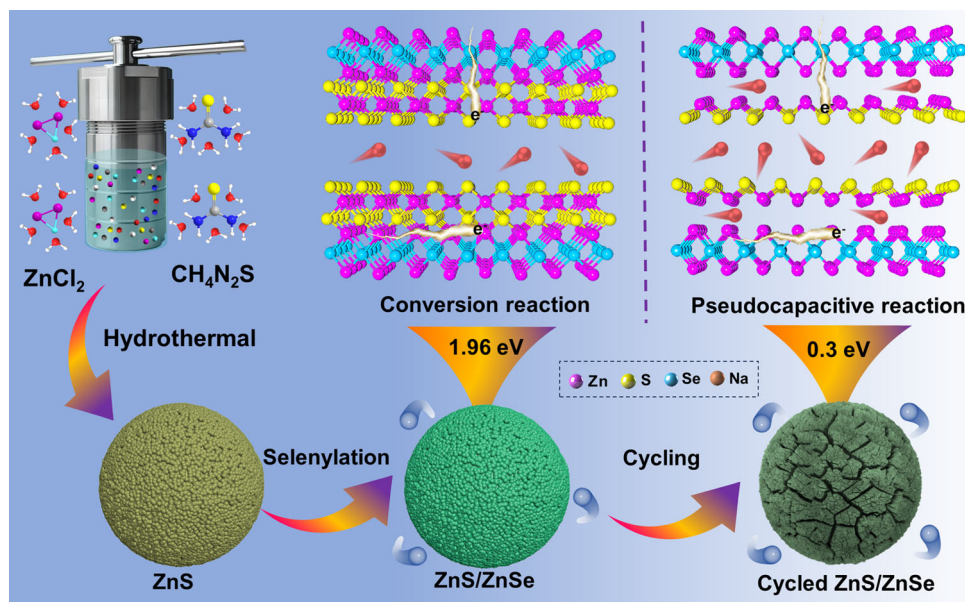 e⁻
e⁻
e⁻
e⁻
ZnCl₂
CH₄N₂S
Conversion reaction
Pseudocapacitive reaction
Hydrothermal
1.96 eV
0.3 eV
Zn S Se Na
Selenylation
Cycling
ZnS
ZnS/ZnSe
Cycled ZnS/ZnSe